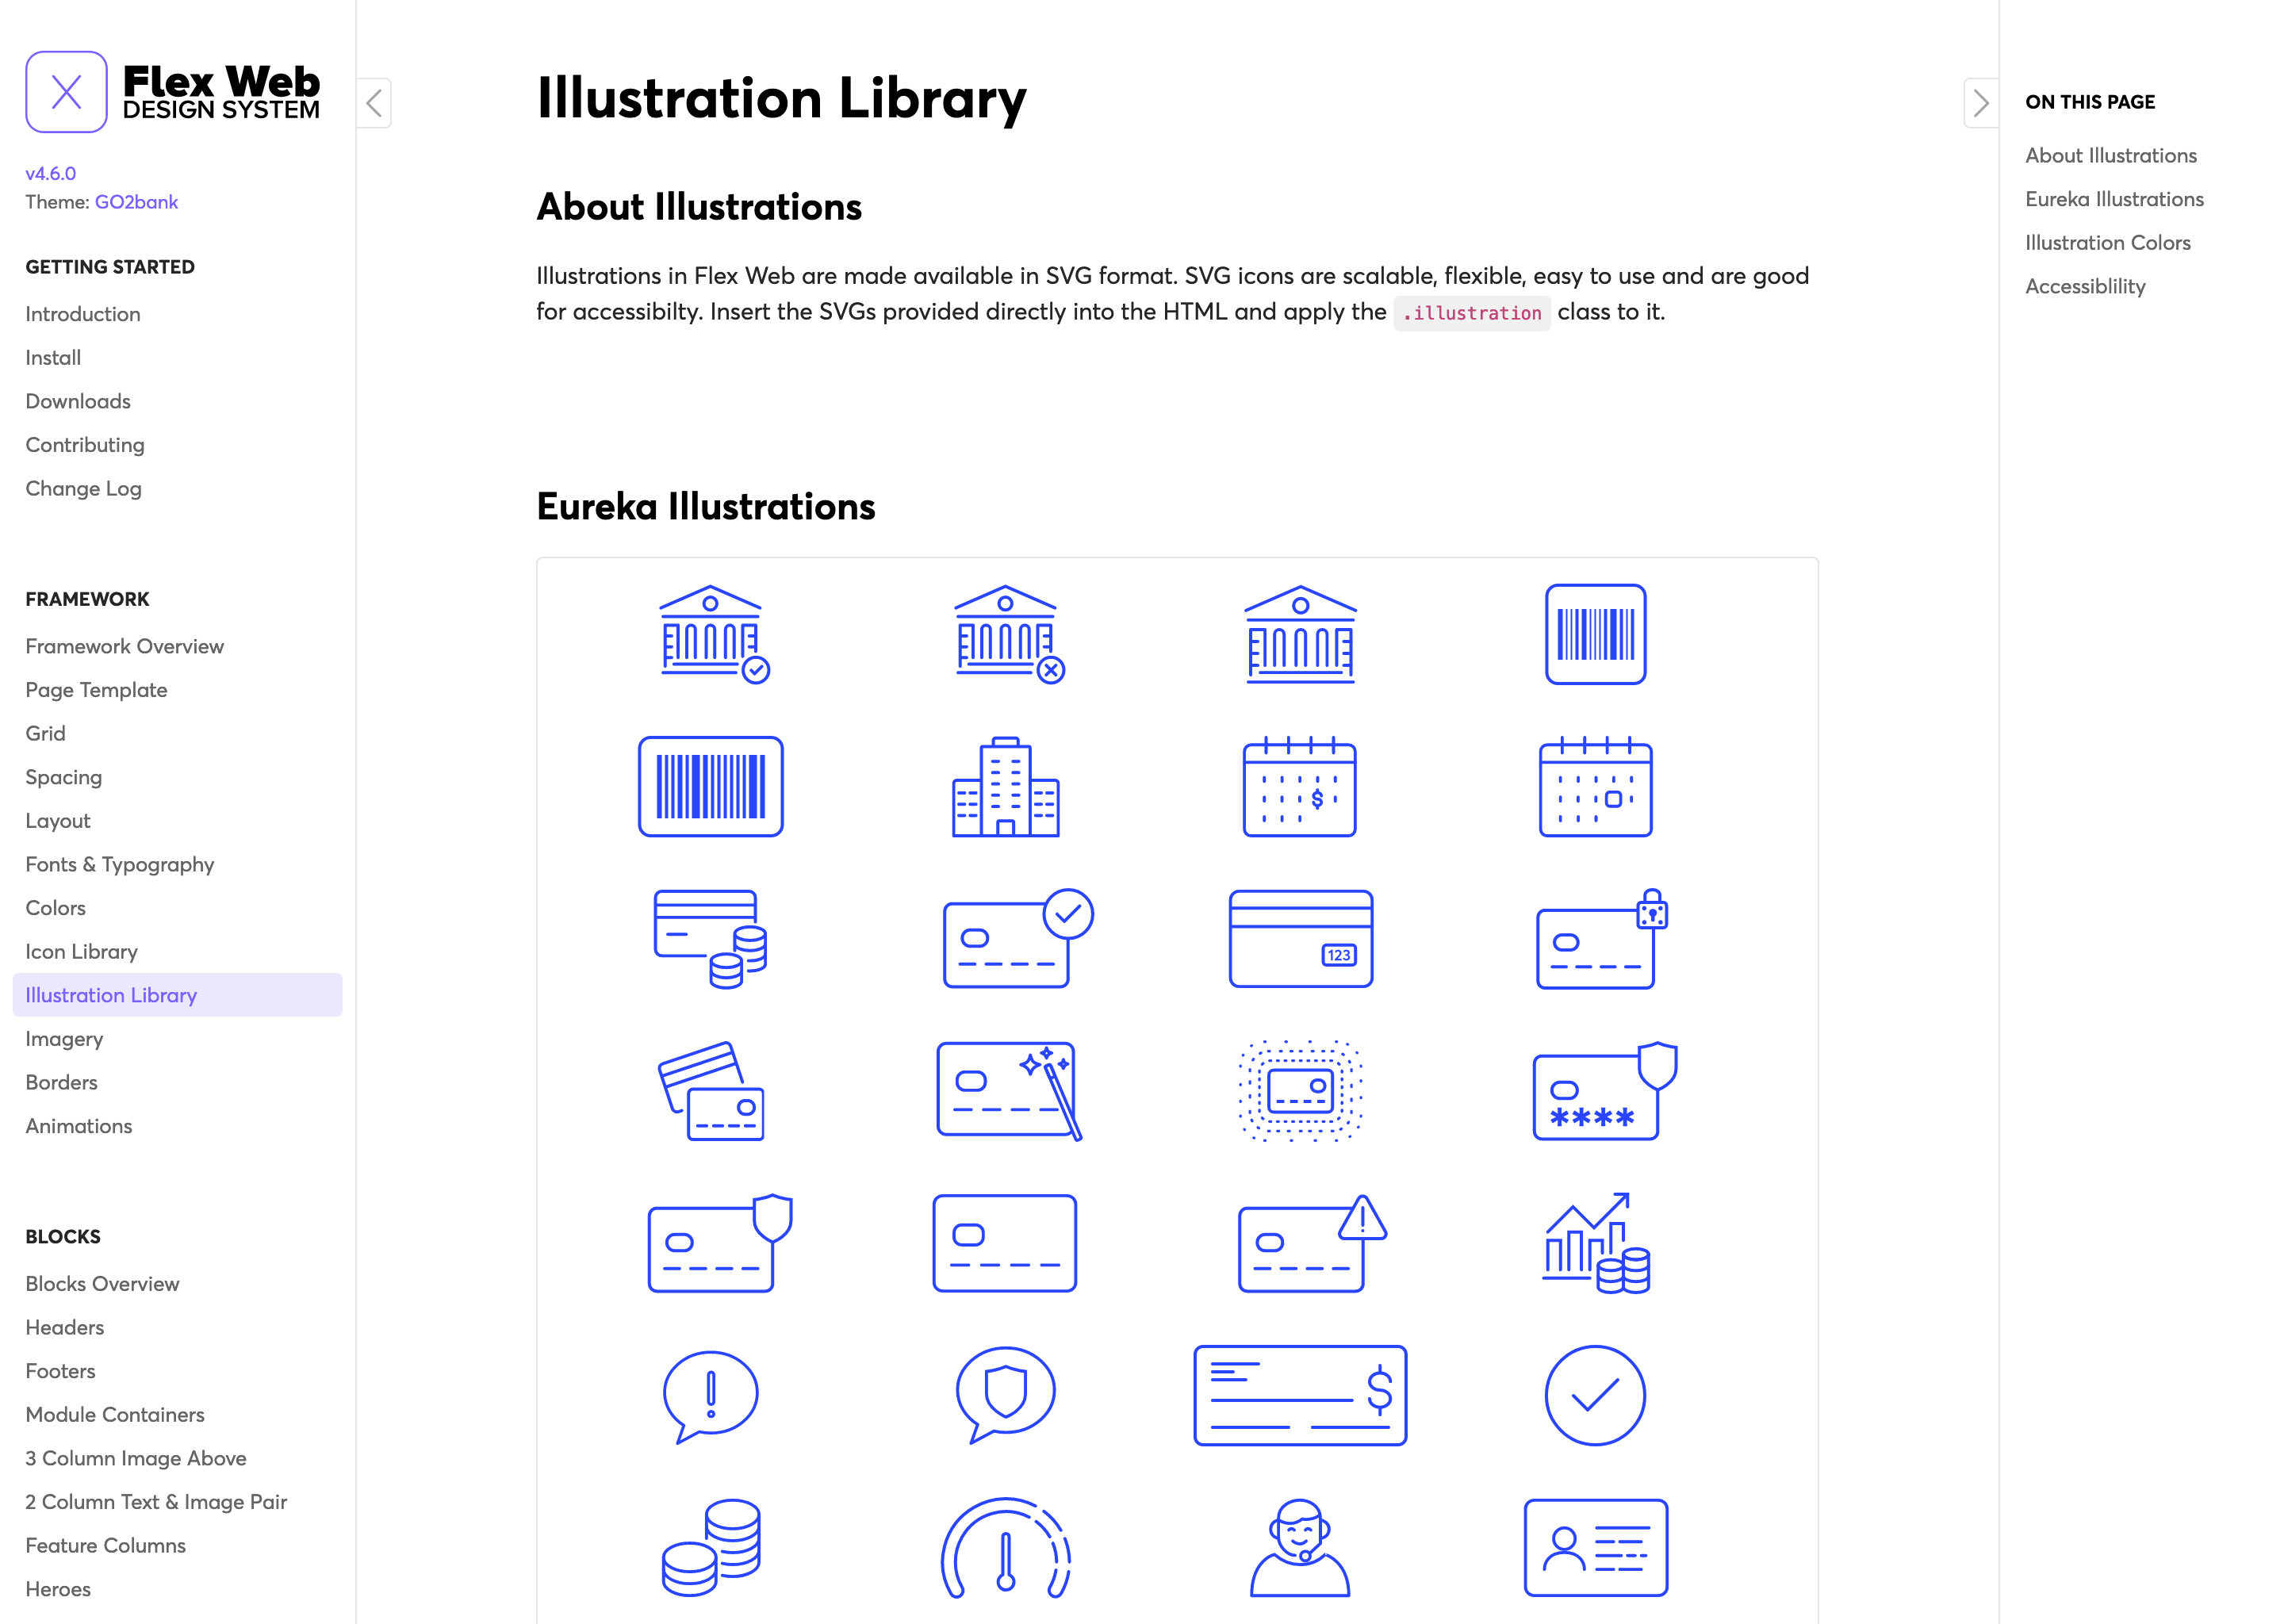 Flex Web
DESIGN SYSTEM
v4.6.0
Theme: GO2bank
GETTING STARTED
Introduction
Install
Downloads
Contributing
Change Log
FRAMEWORK
Framework Overview
Page Template
Grid
Spacing
Layout
Fonts & Typography
Colors
Icon Library
Illustration Library
Imagery
Borders
Animations
BLOCKS
Blocks Overview
Headers
Footers
Module Containers
3 Column Image Above
2 Column Text & Image Pair
Feature Columns
Heroes
Illustration Library
About Illustrations
Illustrations in Flex Web are made available in SVG format. SVG icons are scalable, flexible, easy to use and are good
for accessibilty. Insert the SVGs provided directly into the HTML and apply the .illustration class to it.
Eureka Illustrations
$
123
****
$
ON THIS PAGE
About Illustrations
Eureka Illustrations
Illustration Colors
Accessiblility